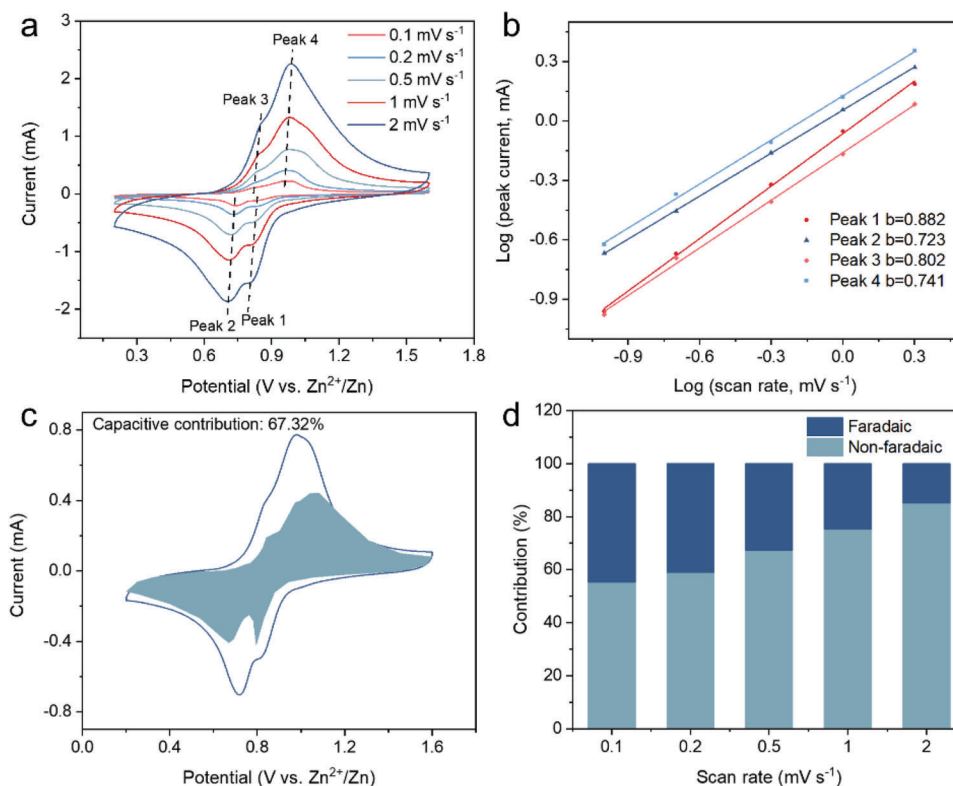 a
Current (mA)
3
2
1
0
-1
-2
0.3
0.6
0.9
1.2
1.5
Potential (V vs. Zn²⁺/Zn)
Peak 4
Peak 3
Peak 2
Peak 1
0.1 mV s⁻¹
0.2 mV s⁻¹
0.5 mV s⁻¹
1 mV s⁻¹
2 mV s⁻¹
b
Log (peak current, mA)
0.3
0.0
-0.3
-0.6
-0.9
-0.9
-0.6
-0.3
0.0
0.3
Log (scan rate, mV s⁻¹)
Peak 1 b=0.882
Peak 2 b=0.723
Peak 3 b=0.802
Peak 4 b=0.741
c
Capacitive contribution: 67.32%
Current (mA)
0.8
0.4
0.0
-0.4
-0.8
0.0
0.4
0.8
1.2
1.6
Potential (V vs. Zn²⁺/Zn)
d
Contribution (%)
120
100
80
60
40
20
0
Faradaic
Non-faradaic
0.1
0.2
0.5
1
2
Scan rate (mV s⁻¹)